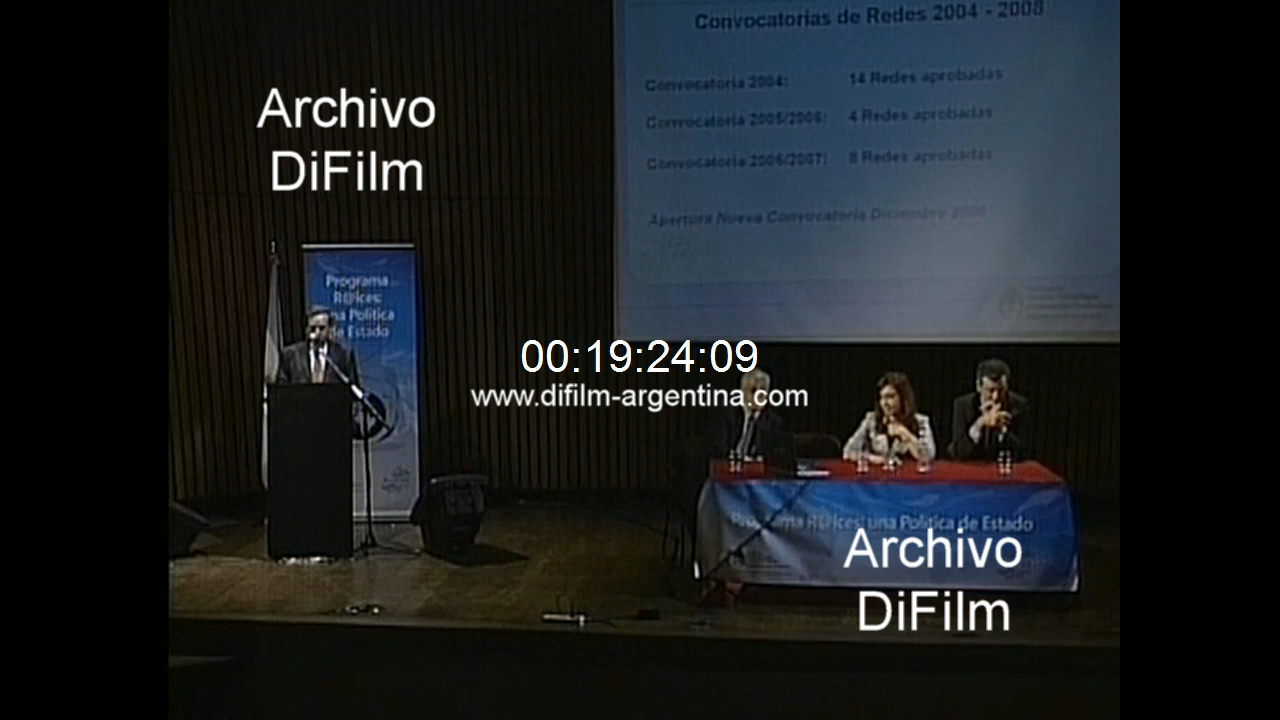 Convocatorias de Redes 2004 - 2008
Convocatoria 2004: 14 Redes aprobadas
Convocatoria 2005/2006: 4 Redes aprobadas
Convocatoria 2006/2007: 8 Redes aprobadas
Apertura Nueva Convocatoria Diciembre 2008
Archivo
DiFilm
Programa
R@ices:
una Política
de Estado
00:19:24:09
www.difilm-argentina.com
Programa R@ices: una Política de Estado
Archivo
DiFilm